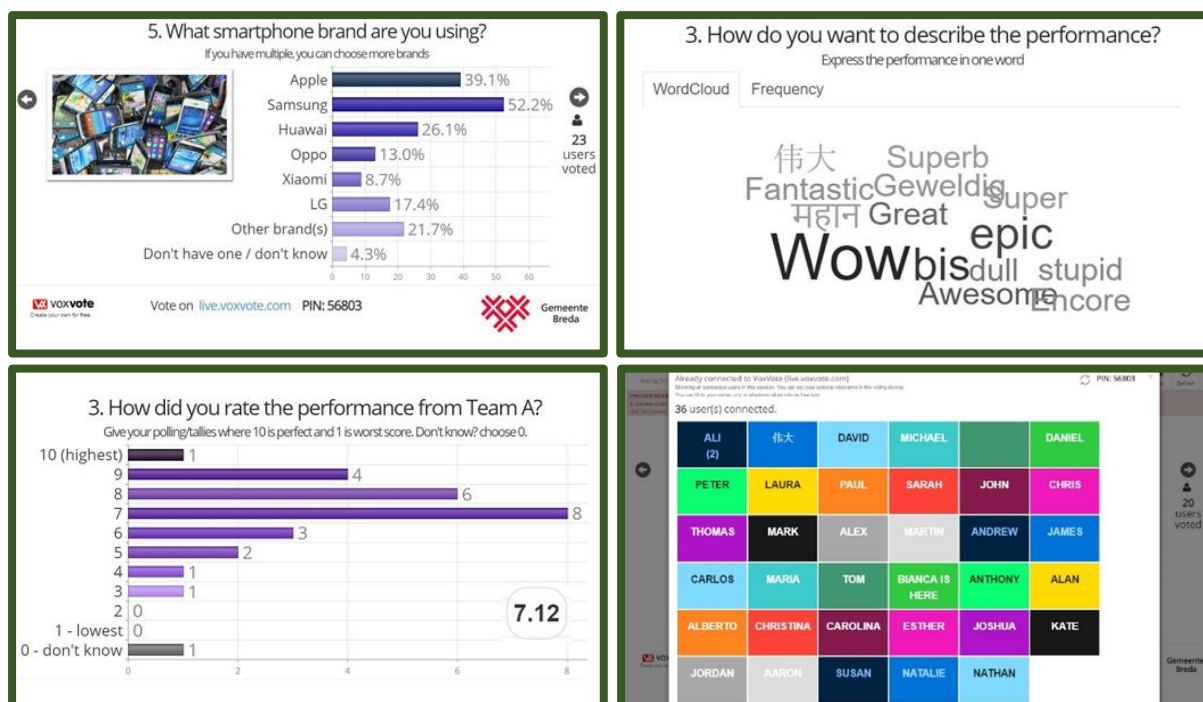 5. What smartphone brand are you using?
If you have multiple, you can choose more brands
Apple 39.1%
Samsung 52.2%
Huawai 26.1%
Oppo 13.0%
Xiaomi 8.7%
LG 17.4%
Other brand(s) 21.7%
Don't have one / don't know 4.3%
0 10 20 30 40 50 60
23
users
voted
voxvote
Create your own for free
Vote on live.voxvote.com PIN: 56803
Gemeente
Breda
3. How do you want to describe the performance?
Express the performance in one word
WordCloud Frequency
伟大 Superb
Fantastic Geweldig Super
महान Great
epic
Wow bis dull stupid
Awesome Encore
3. How did you rate the performance from Team A?
Give your polling/tallies where 10 is perfect and 1 is worst score. Don't know? choose 0.
10 (highest) 1
9 4
8 6
7 8
6 3
5 2
4 1
3 1
2 0
1 - lowest 0
0 - don't know 1
0 2 4 6 8
7.12
Already connected to VoxVote (live.voxvote.com)
PIN: 56803
36 user(s) connected.
ALI 伟大 DAVID MICHAEL DANIEL
(2)
PETER LAURA PAUL SARAH JOHN CHRIS
THOMAS MARK ALEX MARTIN ANDREW JAMES
CARLOS MARIA TOM BIANCA IS ANTHONY ALAN
HERE
ALBERTO CHRISTINA CAROLINA ESTHER JOSHUA KATE
JORDAN AARON SUSAN NATALIE NATHAN
20
users
voted
Gemeente
Breda